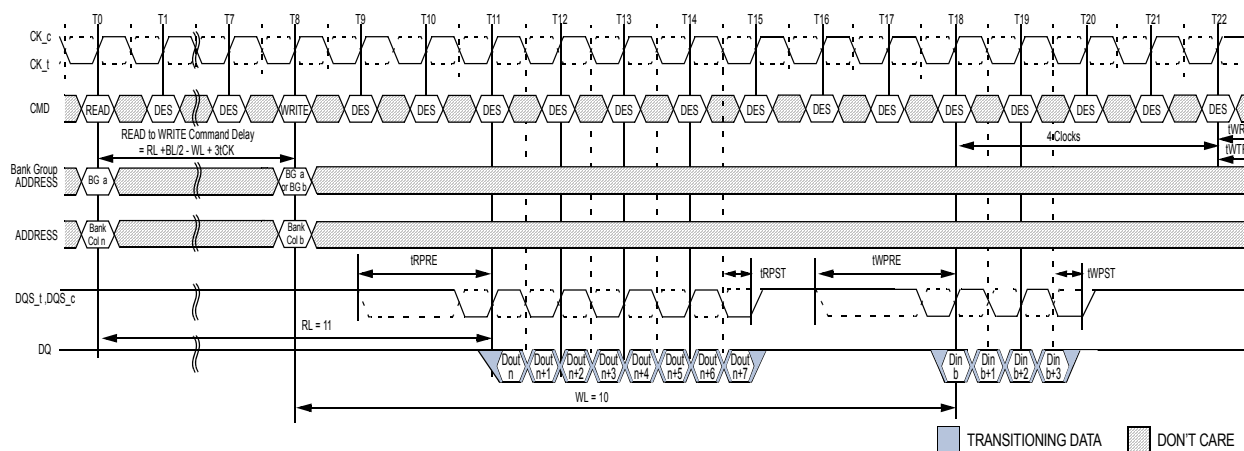 T0 T1 T7 T8 T9 T10 T11 T12 T13 T14 T15 T16 T17 T18 T19 T20 T21 T22
CK_c
CK_t
CMD READ DES DES WRITE DES DES DES DES DES DES DES DES DES DES DES DES DES DES
READ to WRITE Command Delay
= RL +BL/2 - WL + 3tCK
4 Clocks
tWR
tWTR
Bank Group
ADDRESS
BG a
BG a
or BG b
ADDRESS
Bank
Col n
Bank
Col b
tRPRE tRPST tWPRE tWPST
DQS_t ,DQS_c
RL = 11
DQ
Dout
n
Dout
n+1
Dout
n+2
Dout
n+3
Dout
n+4
Dout
n+5
Dout
n+6
Dout
n+7
Din
b
Din
b+1
Din
b+2
Din
b+3
WL = 10
TRANSITIONING DATA
DON'T CARE